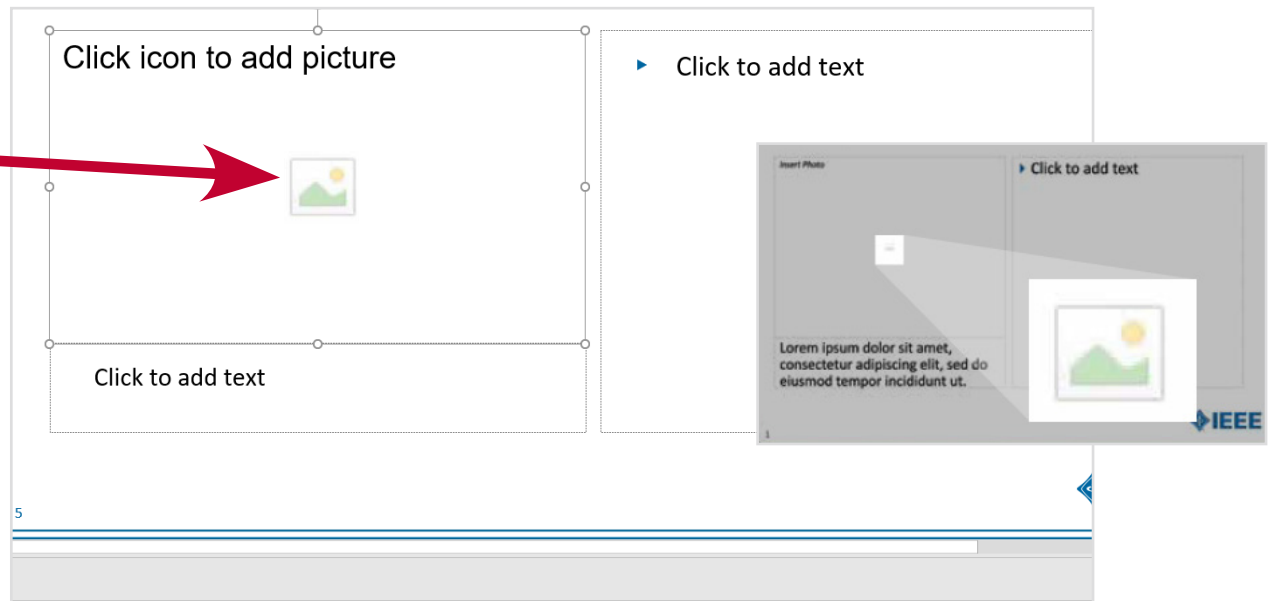 Click icon to add picture
Click to add text
Click to add text
5
Insert Photo
Click to add text
Lorem ipsum dolor sit amet,
consectetur adipiscing elit, sed do
eiusmod tempor incididunt ut.
IEEE